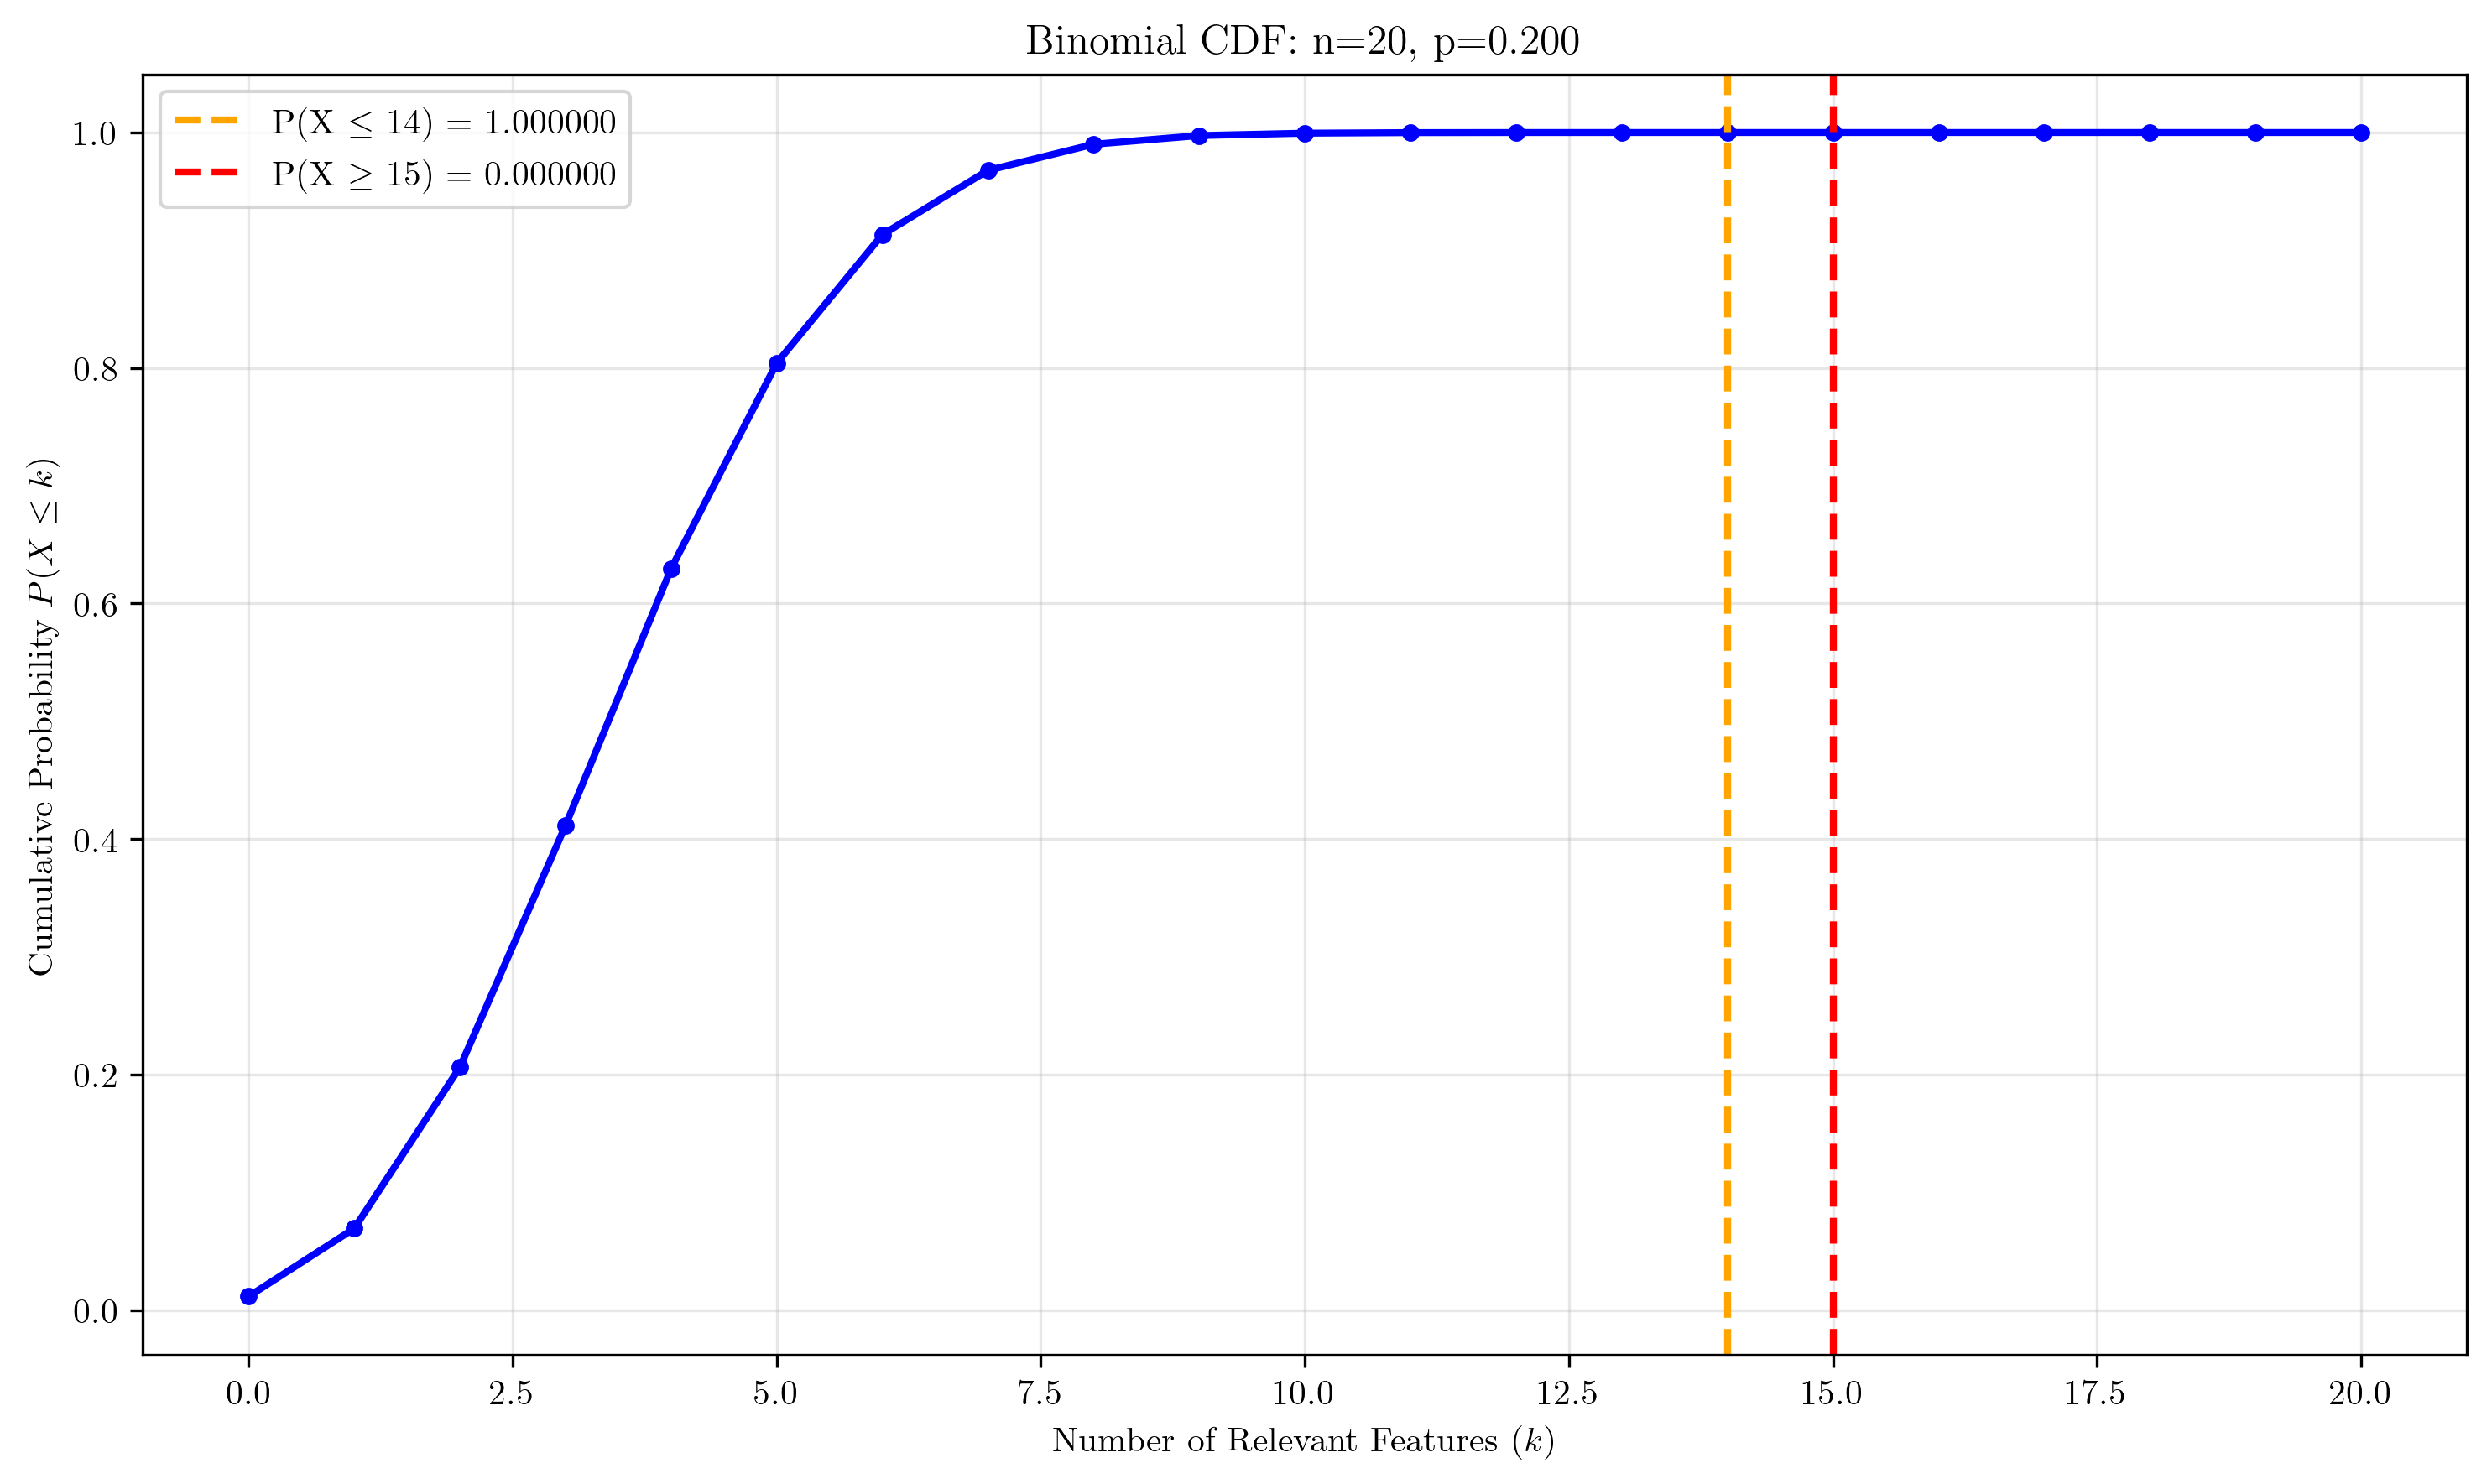 Binomial CDF: n=20, p=0.200
P(X ≤ 14) = 1.000000
P(X ≥ 15) = 0.000000
Cumulative Probability P(X ≤ k)
1.0
0.8
0.6
0.4
0.2
0.0
0.0 2.5 5.0 7.5 10.0 12.5 15.0 17.5 20.0
Number of Relevant Features (k)